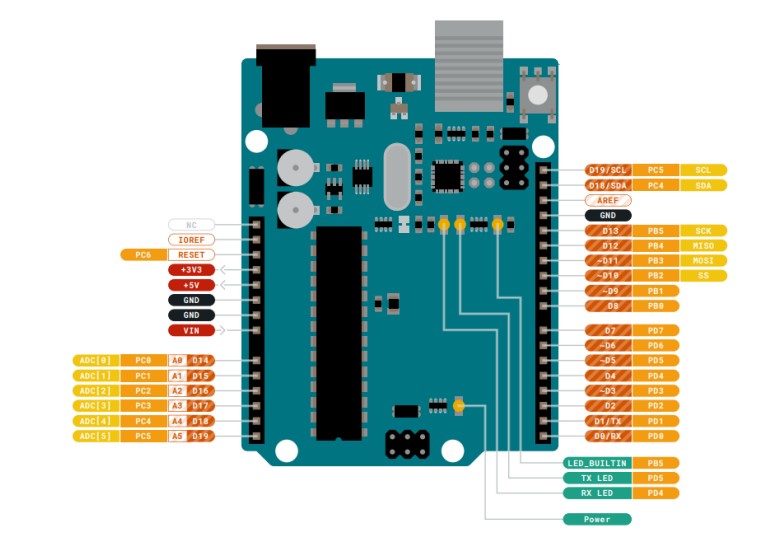 NC
IOREF
PC6 RESET
+3V3
+5V
GND
GND
VIN
ADC[0] PC0 A0 D14
ADC[1] PC1 A1 D15
ADC[2] PC2 A2 D16
ADC[3] PC3 A3 D17
ADC[4] PC4 A4 D18
ADC[5] PC5 A5 D19
D19/SCL PC5 SCL
D18/SDA PC4 SDA
AREF
GND
D13 PB5 SCK
D12 PB4 MISO
~D11 PB3 MOSI
~D10 PB2 SS
~D9 PB1
D8 PB0
D7 PD7
~D6 PD6
~D5 PD5
D4 PD4
~D3 PD3
D2 PD2
D1/TX PD1
D0/RX PD0
LED_BUILTIN PB5
TX LED PD5
RX LED PD4
Power